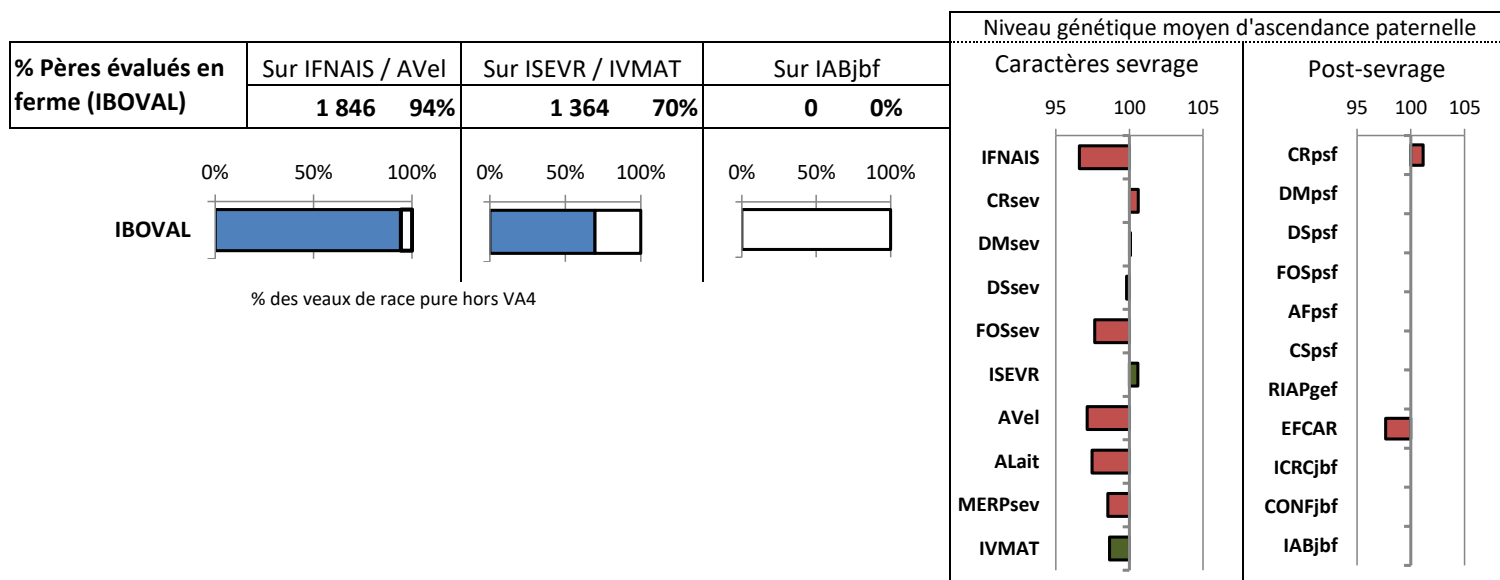 Niveau génétique moyen d'ascendance paternelle
% Pères évalués en ferme (IBOVAL)
Sur IFNAIS / AVel
Sur ISEVR / IVMAT
Sur IABjbf
1 846 94%
1 364 70%
0 0%
0% 50% 100%
0% 50% 100%
0% 50% 100%
IBOVAL
% des veaux de race pure hors VA4
Caractères sevrage
95 100 105
IFNAIS
CRsev
DMsev
DSsev
FOSsev
ISEVR
AVel
ALait
MERPsev
IVMAT
Post-sevrage
95 100 105
CRpsf
DMpsf
DSpsf
FOSpsf
AFpsf
CSpsf
RIAPgef
EFCAR
ICRCjbf
CONFjbf
IABjbf